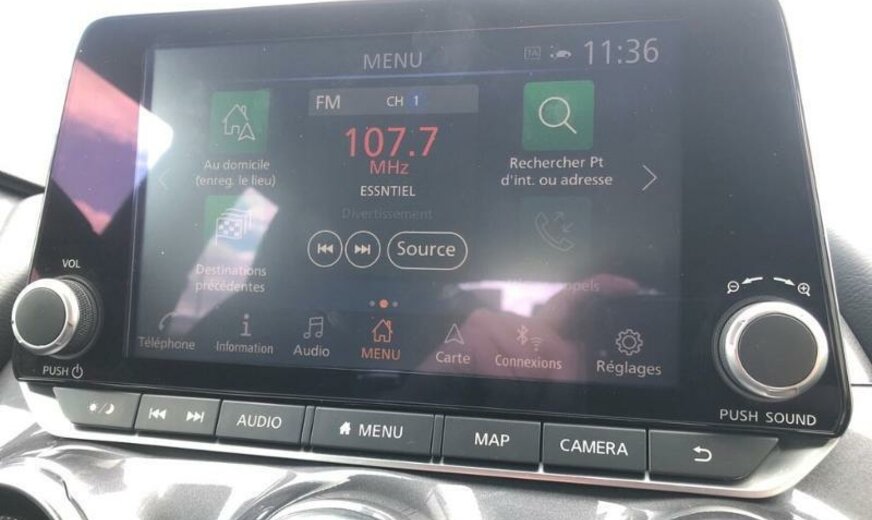 MENU
TA
11:36
FM CH 1
107.7
MHz
ESSNTIEL
Divertissement
Source
Au domicile
(enreg. le lieu)
Destinations
précédentes
Rechercher Pt
d'int. ou adresse
Téléphone
Information
Audio
MENU
Carte
Connexions
Réglages
VOL
PUSH
PUSH SOUND
AUDIO
MENU
MAP
CAMERA